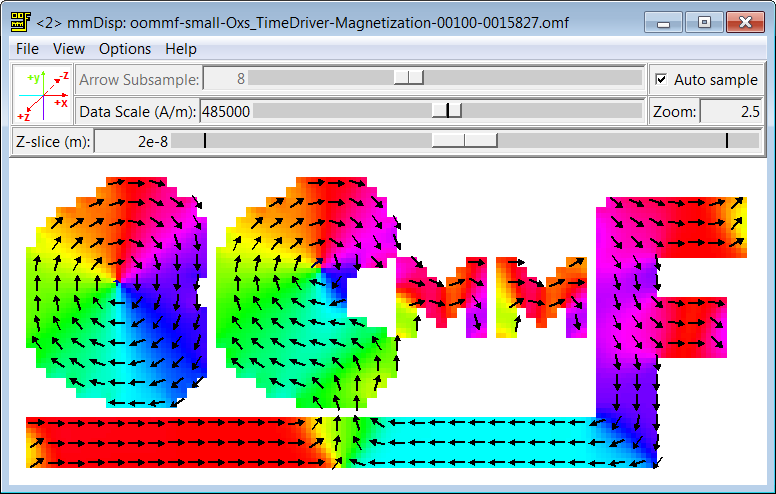 <2> mmDisp: oommf-small-Oxs_TimeDriver-Magnetization-00100-0015827.omf
File View Options Help
+y -z +x +z
Arrow Subsample: 8 Auto sample
Data Scale (A/m): 485000 Zoom: 2.5
Z-slice (m): 2e-8
OOMMF